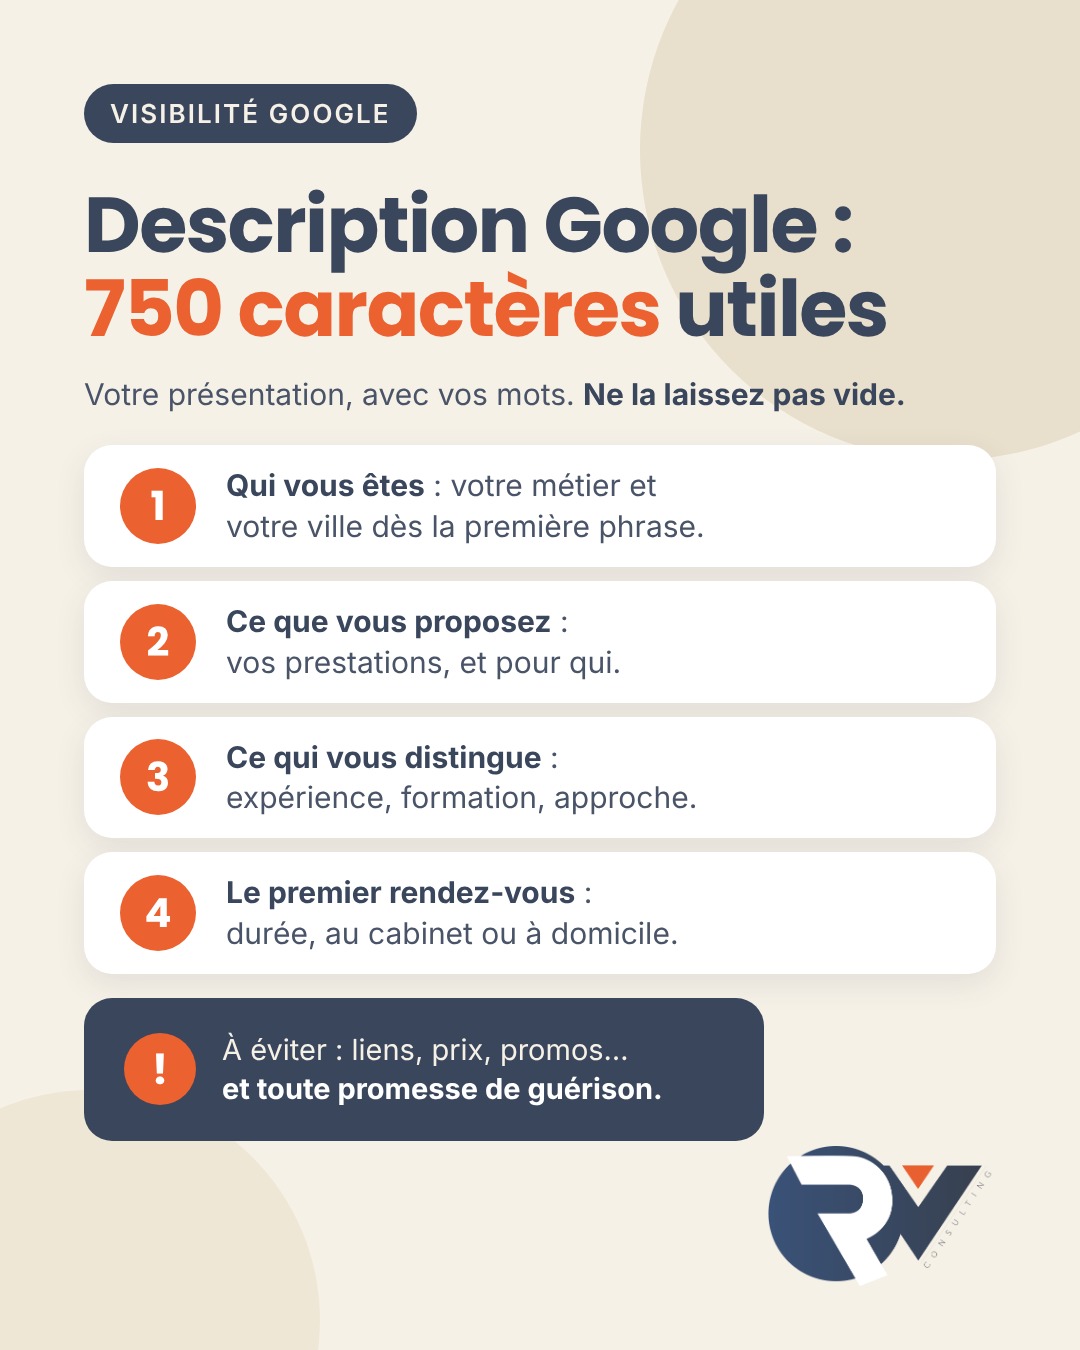 VISIBILITÉ GOOGLE
Description Google :
750 caractères utiles
Votre présentation, avec vos mots. Ne la laissez pas vide.
1
Qui vous êtes : votre métier et
votre ville dès la première phrase.
2
Ce que vous proposez :
vos prestations, et pour qui.
3
Ce qui vous distingue :
expérience, formation, approche.
4
Le premier rendez-vous :
durée, au cabinet ou à domicile.
!
À éviter : liens, prix, promos...
et toute promesse de guérison.
RV
CONSULTING